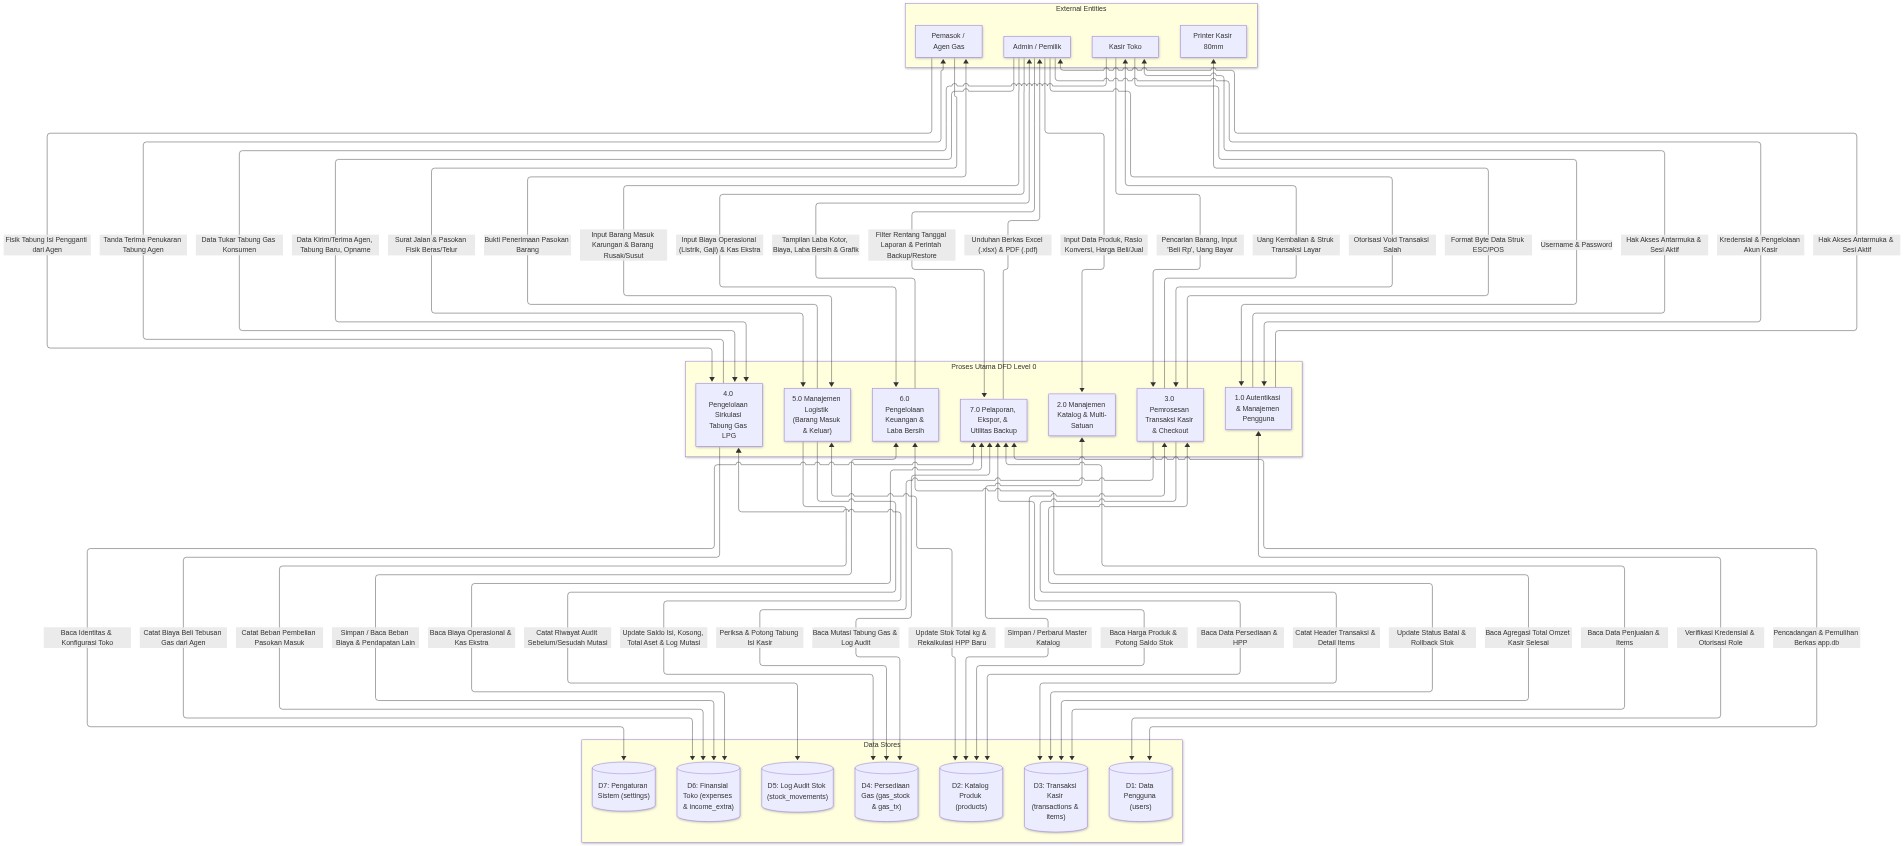 External Entities
Pemasok /
Agen Gas
Admin / Pemilik
Kasir Toko
Printer Kasir
80mm
Fisik Tabung Isi Pengganti
dari Agen
Tanda Terima Penukaran
Tabung Agen
Data Tukar Tabung Gas
Konsumen
Data Kirim/Terima Agen,
Tabung Baru, Opname
Surat Jalan & Pasokan
Fisik Beras/Telur
Bukti Penerimaan Pasokan
Barang
Input Barang Masuk
Karungan & Barang
Rusak/Susut
Input Biaya Operasional
(Listrik, Gaji) & Kas Ekstra
Tampilan Laba Kotor,
Biaya, Laba Bersih & Grafik
Filter Rentang Tanggal
Laporan & Perintah
Backup/Restore
Unduhan Berkas Excel
(.xlsx) & PDF (.pdf)
Input Data Produk, Rasio
Konversi, Harga Beli/Jual
Pencarian Barang, Input
'Beli Rp', Uang Bayar
Uang Kembalian & Struk
Transaksi Layar
Otorisasi Void Transaksi
Salah
Format Byte Data Struk
ESC/POS
Username & Password
Hak Akses Antarmuka &
Sesi Aktif
Kredensial & Pengelolaan
Akun Kasir
Hak Akses Antarmuka &
Sesi Aktif
Proses Utama DFD Level 0
4.0
Pengelolaan
Sirkulasi
Tabung Gas
LPG
5.0 Manajemen
Logistik
(Barang Masuk
& Keluar)
6.0
Pengelolaan
Keuangan &
Laba Bersih
7.0 Pelaporan,
Ekspor, &
Utilitas Backup
2.0 Manajemen
Katalog & Multi-
Satuan
3.0
Pemrosesan
Transaksi Kasir
& Checkout
1.0 Autentikasi
& Manajemen
Pengguna
Baca Identitas &
Konfigurasi Toko
Catat Biaya Beli Tebusan
Gas dari Agen
Catat Beban Pembelian
Pasokan Masuk
Simpan / Baca Beban
Biaya & Pendapatan Lain
Baca Biaya Operasional &
Kas Ekstra
Catat Riwayat Audit
Sebelum/Sesudah Mutasi
Update Saldo Isi, Kosong,
Total Aset & Log Mutasi
Periksa & Potong Tabung
Isi Kasir
Baca Mutasi Tabung Gas &
Log Audit
Update Stok Total kg &
Rekalkulasi HPP Baru
Simpan / Perbarui Master
Katalog
Baca Harga Produk &
Potong Saldo Stok
Baca Data Persediaan &
HPP
Catat Header Transaksi &
Detail Items
Update Status Batal &
Rollback Stok
Baca Agregasi Total Omzet
Kasir Selesai
Baca Data Penjualan &
Items
Verifikasi Kredensial &
Otorisasi Role
Pencadangan & Pemulihan
Berkas app.db
Data Stores
D7: Pengaturan
Sistem (settings)
D6: Finansial
Toko (expenses
& income_extra)
D5: Log Audit Stok
(stock_movements)
D4: Persediaan
Gas (gas_stock
& gas_tx)
D2: Katalog
Produk
(products)
D3: Transaksi
Kasir
(transactions &
items)
D1: Data
Pengguna
(users)